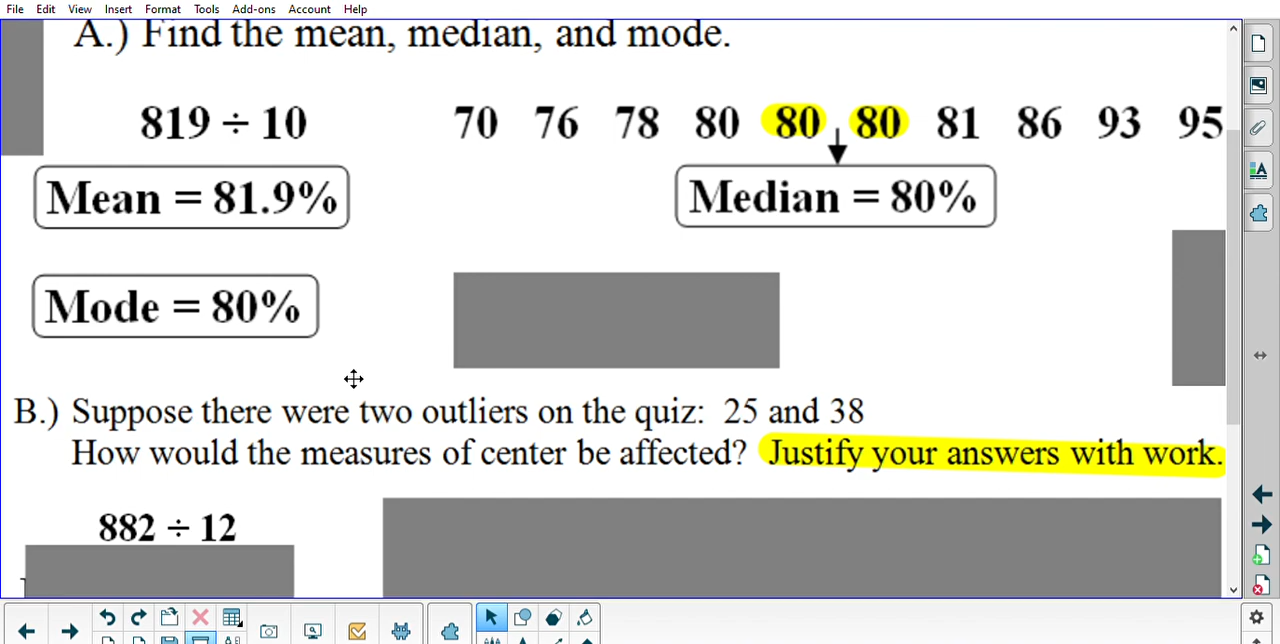 File Edit View Insert Format Tools Add-ons Account Help
A.) Find the mean, median, and mode.
819 ÷ 10
70 76 78 80 80 80 81 86 93 95
Mean = 81.9%
Median = 80%
Mode = 80%
B.) Suppose there were two outliers on the quiz: 25 and 38
How would the measures of center be affected? Justify your answers with work.
882 ÷ 12